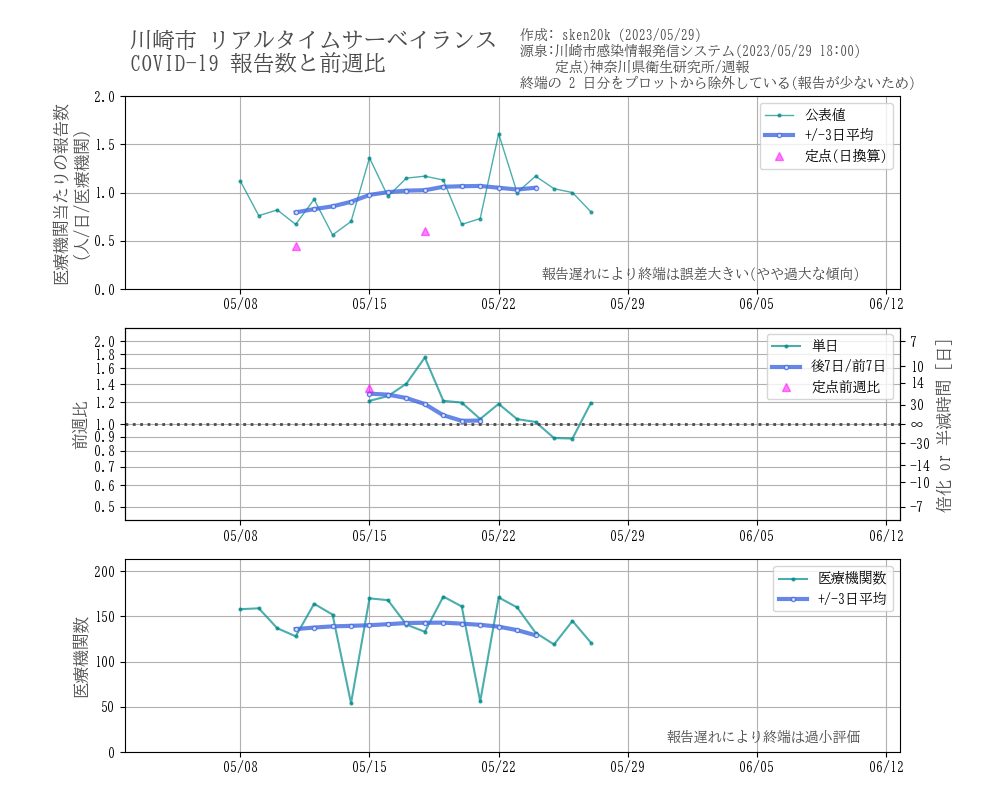 川崎市 リアルタイムサーベイランス
COVID-19 報告数と前週比
作成: sken20k (2023/05/29)
源泉:川崎市感染情報発信システム(2023/05/29 18:00)
定点)神奈川県衛生研究所/週報
終端の 2 日分をプロットから除外している(報告が少ないため)
医療機関当たりの報告数
(人/日/医療機関)
2.0
1.5
1.0
0.5
0.0
公表値
+/-3日平均
定点(日換算)
報告遅れにより終端は誤差大きい(やや過大な傾向)
05/08 05/15 05/22 05/29 06/05 06/12
前週比
2.0
1.8
1.6
1.4
1.2
1.0
0.9
0.8
0.7
0.6
0.5
単日
後7日/前7日
定点前週比
7
10
14
30
∞
-30
-14
-10
-7
倍化 or 半減時間 [日]
05/08 05/15 05/22 05/29 06/05 06/12
医療機関数
200
150
100
50
0
医療機関数
+/-3日平均
報告遅れにより終端は過小評価
05/08 05/15 05/22 05/29 06/05 06/12